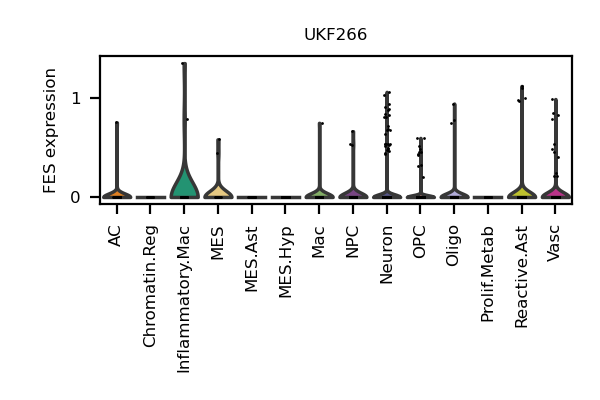 UKF266
FES expression
1
0
AC
Chromatin.Reg
Inflammatory.Mac
MES
MES.Ast
MES.Hyp
Mac
NPC
Neuron
OPC
Oligo
Prolif.Metab
Reactive.Ast
Vasc